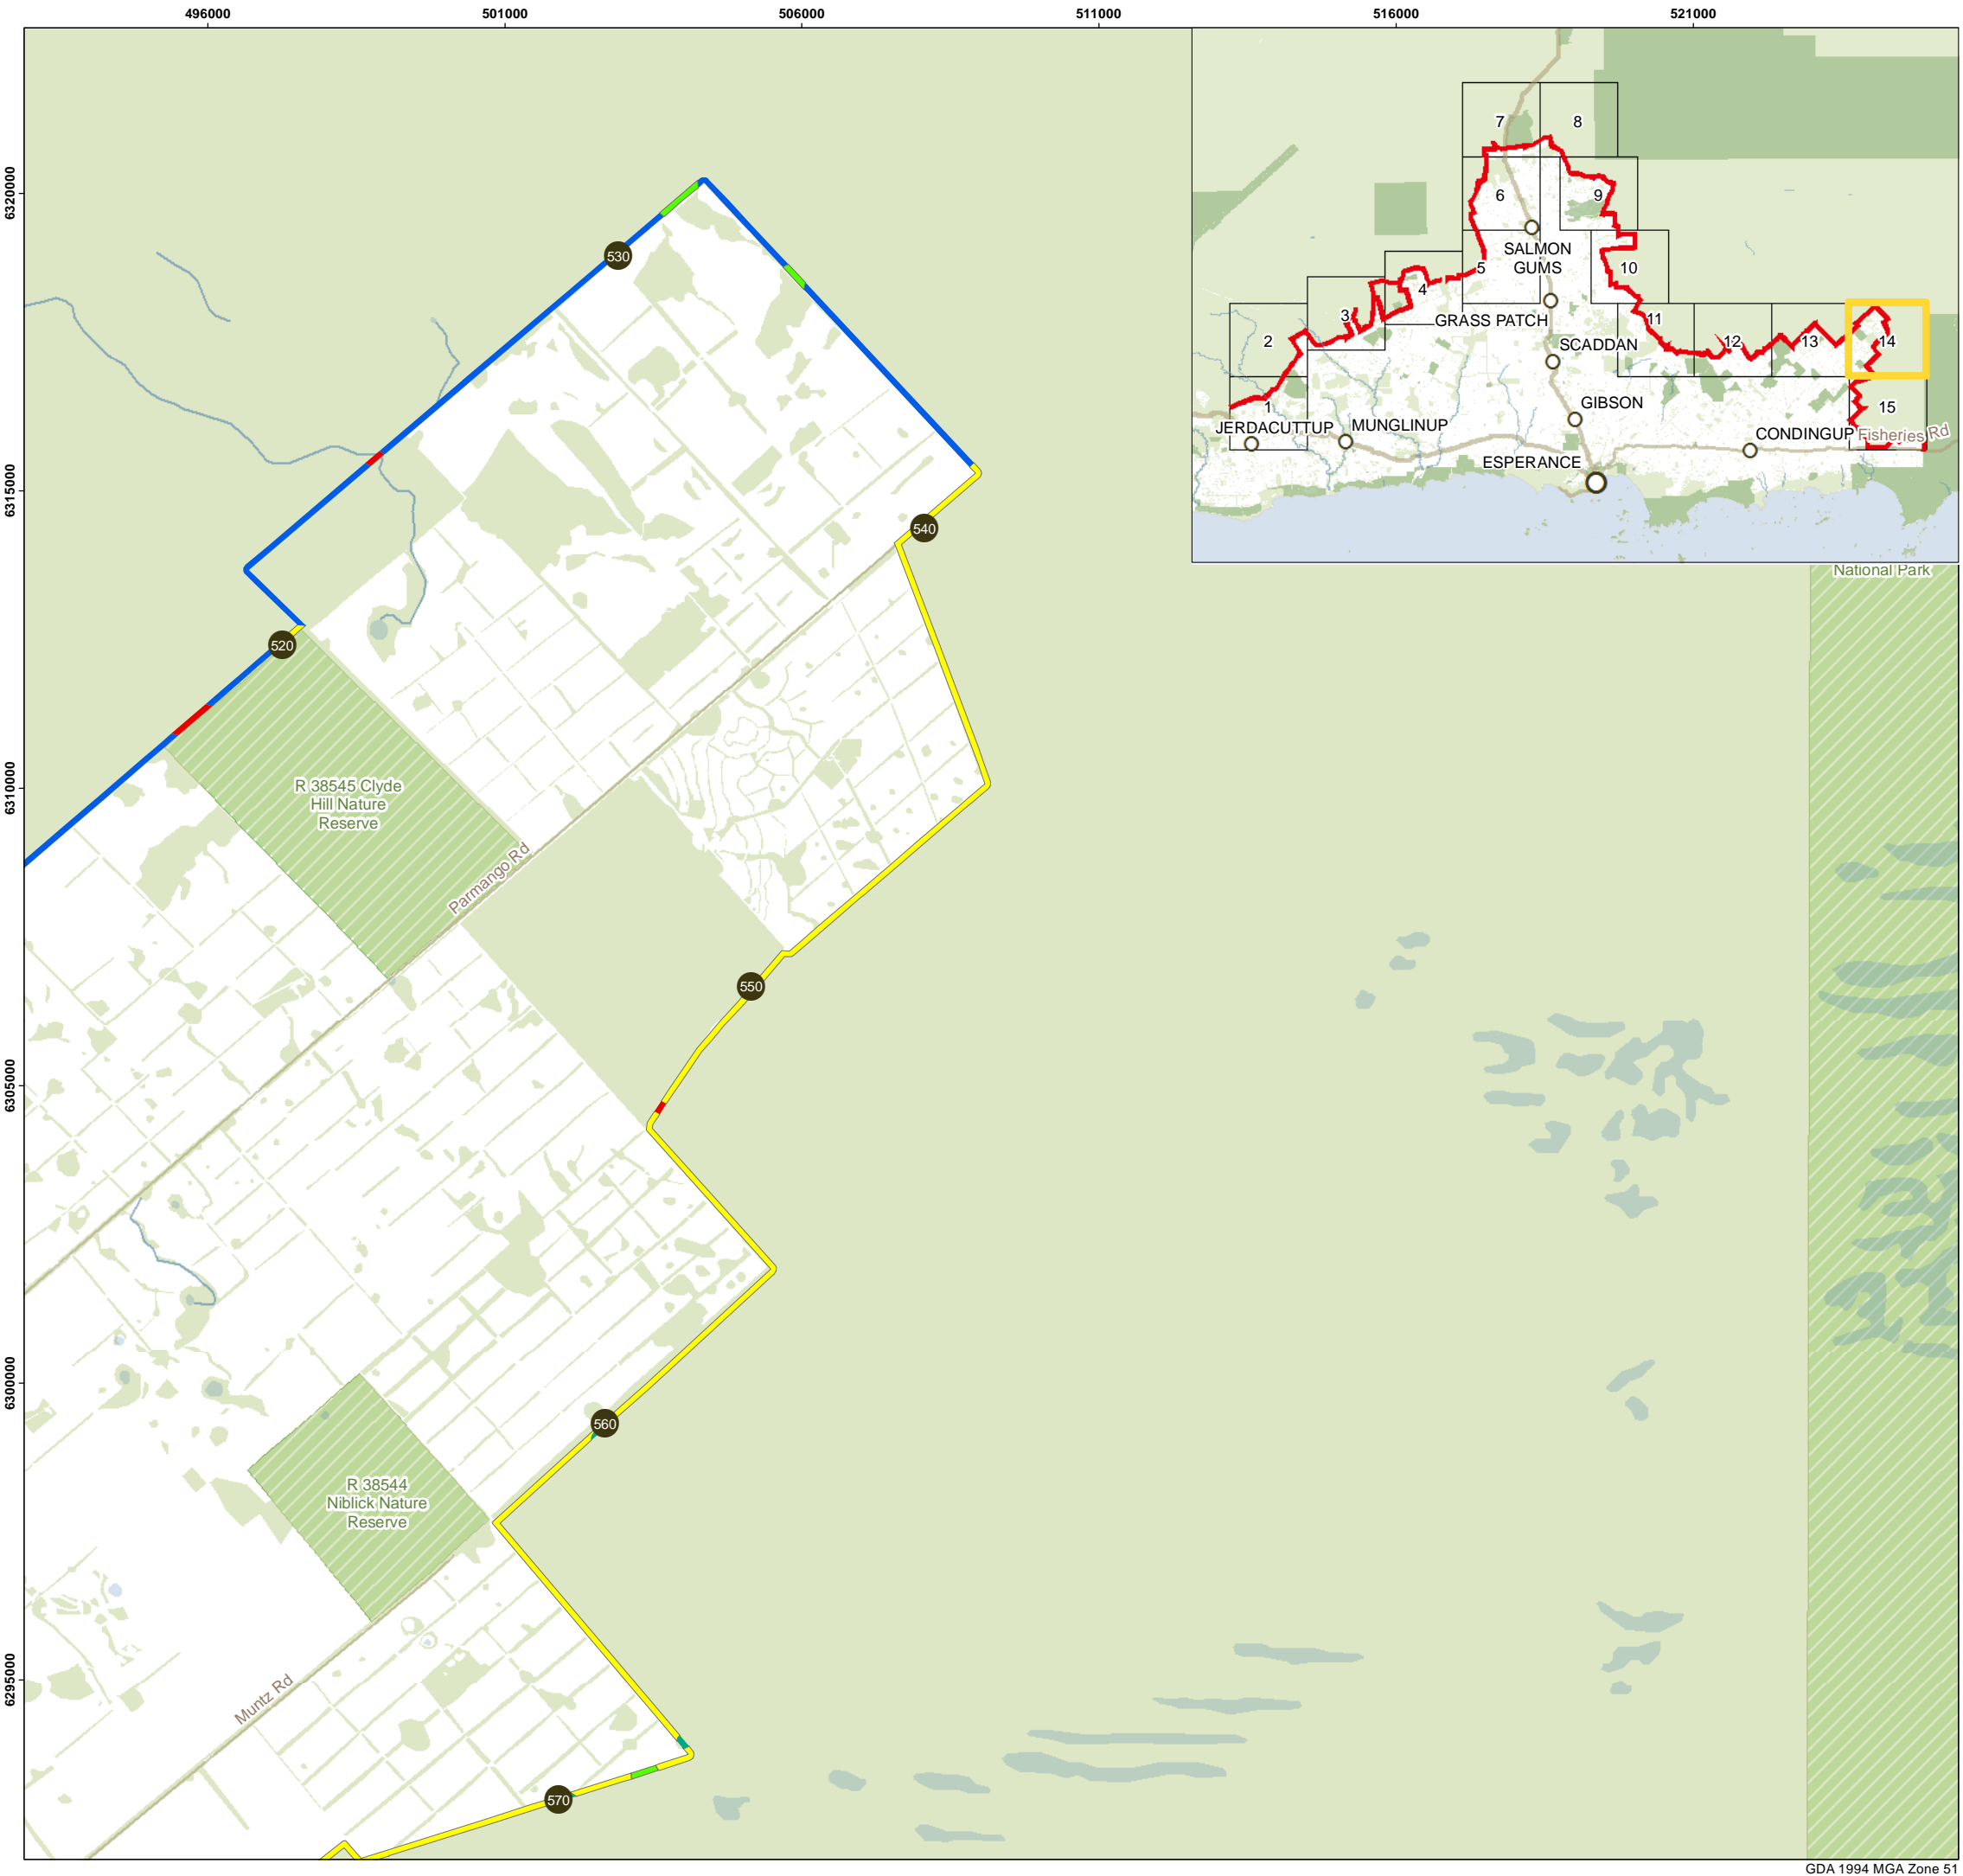 496000 501000 506000 511000 516000 521000
6320000
6315000
6310000
6305000
6300000
6295000
7 8
6 9
SALMON
GUMS
5 10
4
3 GRASS PATCH 11
2 SCADDAN 12 13 14
1 GIBSON 15
JERDACUTTUP MUNGLINUP CONDINGUP Fisheries Rd
ESPERANCE
National Park
530
540
520
R 38545 Clyde
Hill Nature
Reserve
Parmango Rd
550
560
R 38544
Niblick Nature
Reserve
Muntz Rd
570
GDA 1994 MGA Zone 51